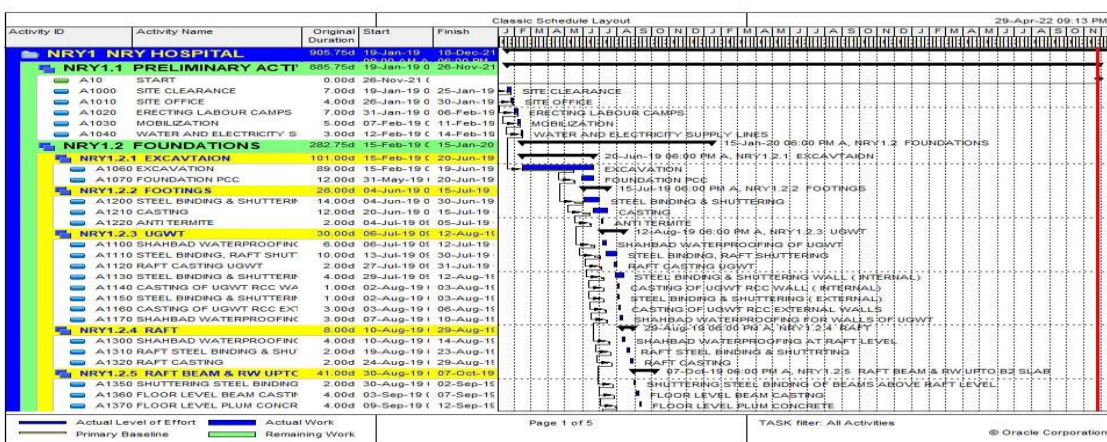 Classic Schedule Layout 29-Apr-22 09:13 PM
Activity ID Activity Name Original Duration Start Finish
J F M A M J J A S O N D J F M A M J J A S O N D J F M A M J J A S O N
NRY1 NRY HOSPITAL 905.75d 19-Jan-19 18-Dec-21
NRY1.1 PRELIMINARY ACTI 885.75d 19-Jan-19 0 26-Nov-21
A10 START 0.00d 26-Nov-21 (
A1000 SITE CLEARANCE 7.00d 19-Jan-19 0 25-Jan-19 SITE CLEARANCE
A1010 SITE OFFICE 4.00d 26-Jan-19 0 30-Jan-19 SITE OFFICE
A1020 ERECTING LABOUR CAMPS 7.00d 31-Jan-19 0 06-Feb-19 ERECTING LABOUR CAMPS
A1030 MOBILIZATION 5.00d 07-Feb-19 0 11-Feb-19 MOBILIZATION
A1040 WATER AND ELECTRICITY S 3.00d 12-Feb-19 14-Feb-19 WATER AND ELECTRICITY SUPPLY LINES
NRY1.2 FOUNDATIONS 282.75d 15-Feb-19 0 15-Jan-20 15-Jan-20 06:00 PM A, NRY1.2 FOUNDATIONS
NRY1.2.1 EXCAVTAION 101.00d 15-Feb-19 0 20-Jun-19 20-Jun-19 06:00 PM A, NRY1.2.1 EXCAVTAION
A1060 EXCAVATION 89.00d 15-Feb-19 0 19-Jun-19 EXCAVATION
A1070 FOUNDATION PCC 12.00d 31-May-19 20-Jun-19 FOUNDATION PCC
NRY1.2.2 FOOTINGS 28.00d 04-Jun-19 0 15-Jul-19 15-Jul-19 06:00 PM A, NRY1.2.2 FOOTINGS
A1200 STEEL BINDING & SHUTTERIN 14.00d 04-Jun-19 0 30-Jun-19 STEEL BINDING & SHUTTERING
A1210 CASTING 12.00d 20-Jun-19 0 15-Jul-19 CASTING
A1220 ANTI TERMITE 2.00d 04-Jul-19 05-Jul-19 ANTI TERMITE
NRY1.2.3 UGWT 30.00d 06-Jul-19 12-Aug-19 12-Aug-19 06:00 PM A, NRY1.2.3 UGWT
A1100 SHAHBAD WATERPROOFING 6.00d 06-Jul-19 12-Jul-19 SHAHBAD WATERPROOFING OF UGWT
A1110 STEEL BINDING, RAFT SHUT 10.00d 13-Jul-19 30-Jul-19 STEEL BINDING, RAFT SHUTTERING
A1120 RAFT CASTING UGWT 2.00d 27-Jul-19 31-Jul-19 RAFT CASTING UGWT
A1130 STEEL BINDING & SHUTTERIN 4.00d 29-Jul-19 12-Aug-19 STEEL BINDING & SHUTTERING WALL ( INTERNAL)
A1140 CASTING OF UGWT RCC WA 1.00d 02-Aug-19 03-Aug-19 CASTING OF UGWT RCC WALL ( INTERNAL)
A1150 STEEL BINDING & SHUTTERIN 1.00d 02-Aug-19 03-Aug-19 STEEL BINDING & SHUTTERING ( EXTERNAL)
A1160 CASTING OF UGWT RCC EXT 3.00d 03-Aug-19 06-Aug-19 CASTING OF UGWT RCC EXTERNAL WALLS
A1170 SHAHBAD WATERPROOFING 3.00d 07-Aug-19 10-Aug-19 SHAHBAD WATERPROOFING FOR WALLS OF UGWT
NRY1.2.4 RAFT 8.00d 10-Aug-19 29-Aug-19 29-Aug-19 06:00 PM A, NRY1.2.4 RAFT
A1300 SHAHBAD WATERPROOFING 4.00d 10-Aug-19 14-Aug-19 SHAHBAD WATERPROOFING AT RAFT LEVEL
A1310 RAFT STEEL BINDING & SHU 2.00d 19-Aug-19 23-Aug-19 RAFT STEEL BINDING & SHUTTRTING
A1320 RAFT CASTING 2.00d 24-Aug-19 29-Aug-19 RAFT CASTING
NRY1.2.5 RAFT BEAM & RW UPTO 41.00d 30-Aug-19 07-Oct-19 07-Oct-19 06:00 PM A, NRY1.2.5 RAFT BEAM & RW UPTO B2 SLAB
A1350 SHUTTERING STEEL BINDING 2.00d 30-Aug-19 02-Sep-19 SHUTTERING STEEL BINDING OF BEAMS ABOVE RAFT LEVEL
A1360 FLOOR LEVEL BEAM CASTIN 4.00d 03-Sep-19 07-Sep-19 FLOOR LEVEL BEAM CASTING
A1370 FLOOR LEVEL PLUM CONCR 4.00d 09-Sep-19 12-Sep-19 FLOOR LEVEL PLUM CONCRETE
Actual Level of Effort Actual Work Page 1 of 5 TASK filter: All Activities
Primary Baseline Remaining Work © Oracle Corporation